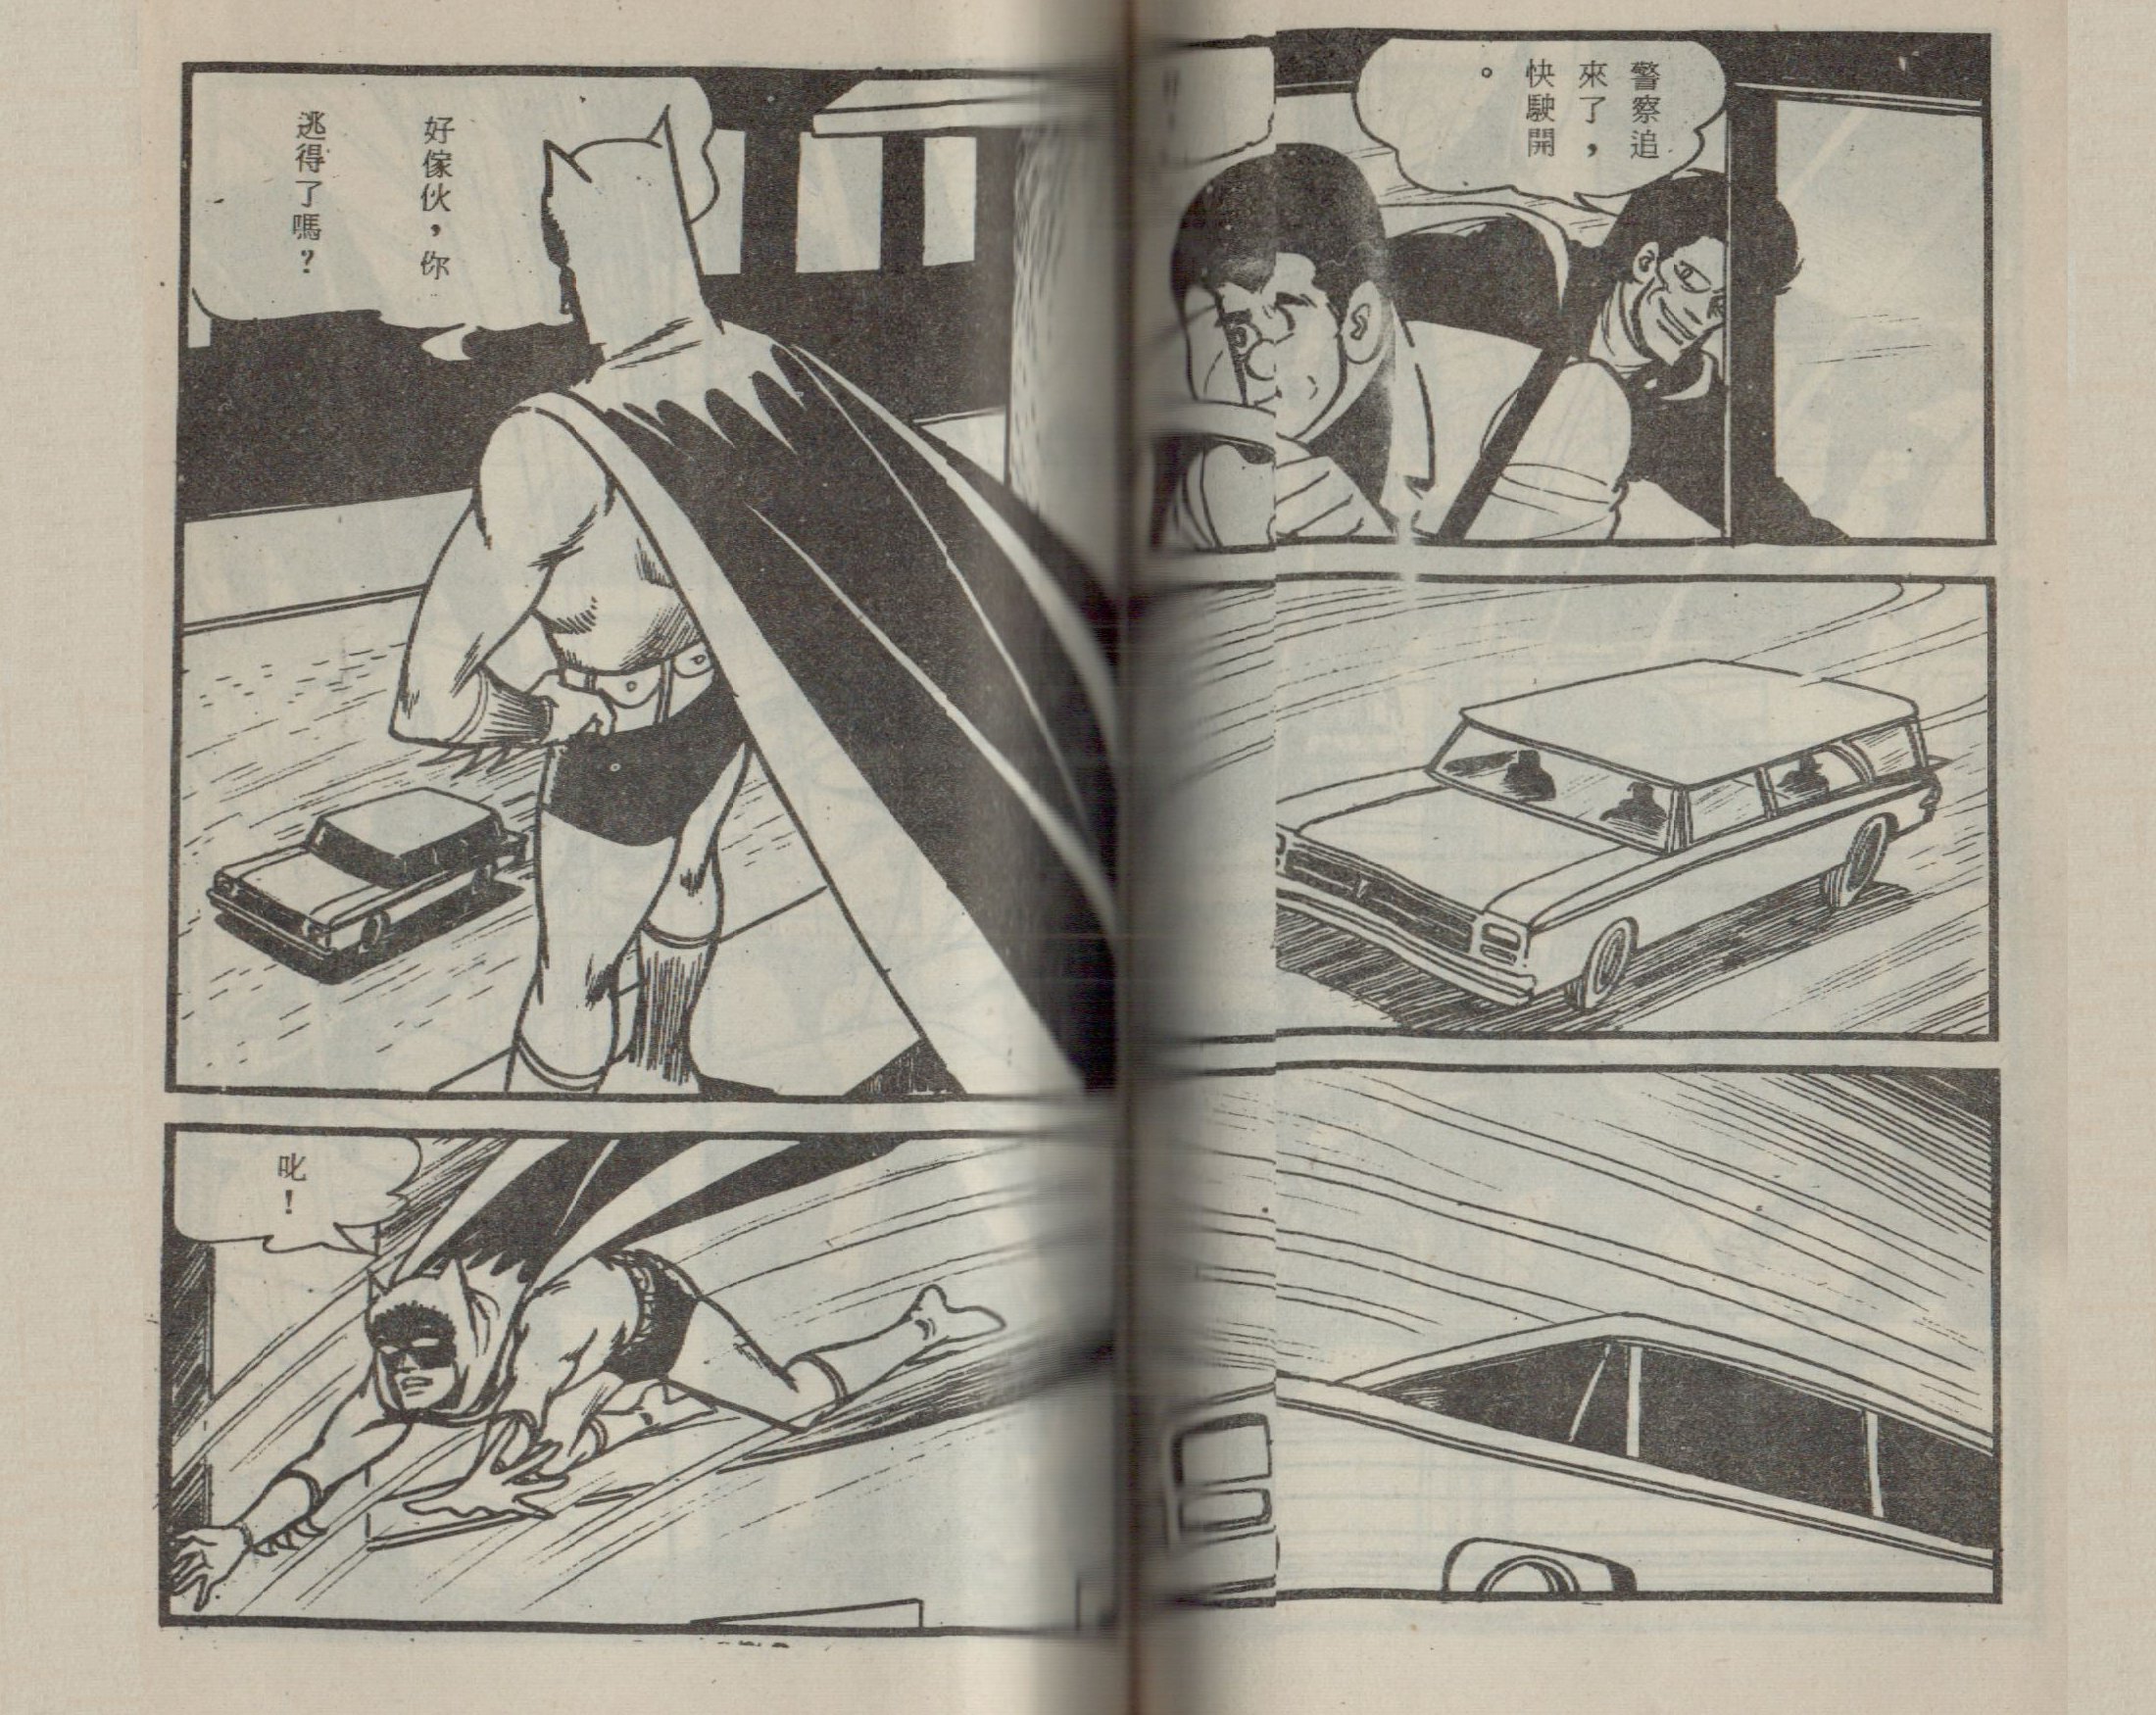 警察追
來了，
快駛開
。
好傢伙，你
逃得了嗎？
叱！